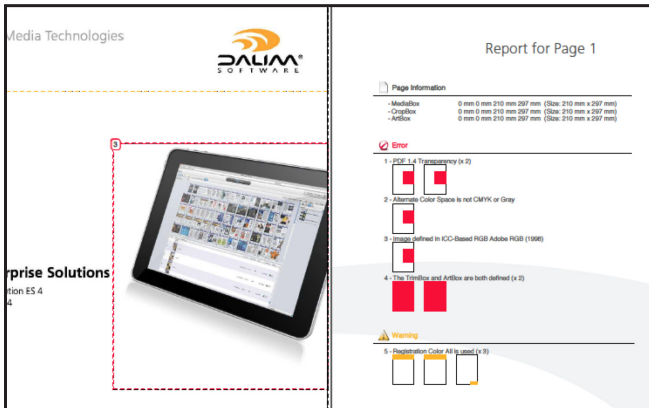 Media Technologies
DALIM®
SOFTWARE
3
rprise Solutions
tion ES 4
4
Report for Page 1
Page Information
- MediaBox 0 mm 0 mm 210 mm 297 mm (Size: 210 mm x 297 mm)
- CropBox 0 mm 0 mm 210 mm 297 mm (Size: 210 mm x 297 mm)
- ArtBox 0 mm 0 mm 210 mm 297 mm (Size: 210 mm x 297 mm)
Error
1 - PDF 1.4 Transparency (x 2)
2 - Alternate Color Space is not CMYK or Gray
3 - Image defined in ICC-Based RGB Adobe RGB (1998)
4 - The TrimBox and ArtBox are both defined (x 2)
Warning
5 - Registration Color All is used (x 3)